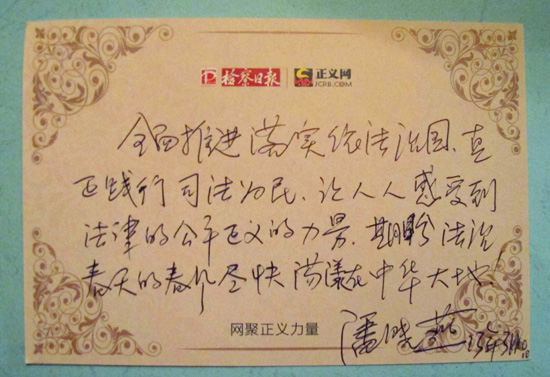 检察日报 正义网
JCRB.COM
全面推进落实依法治国、真
正践行司法为民、让人人感受到
法律的公平正义的力量、期盼法治
春天的春风尽快荡漾在中华大地!
网聚正义力量
潘晓燕